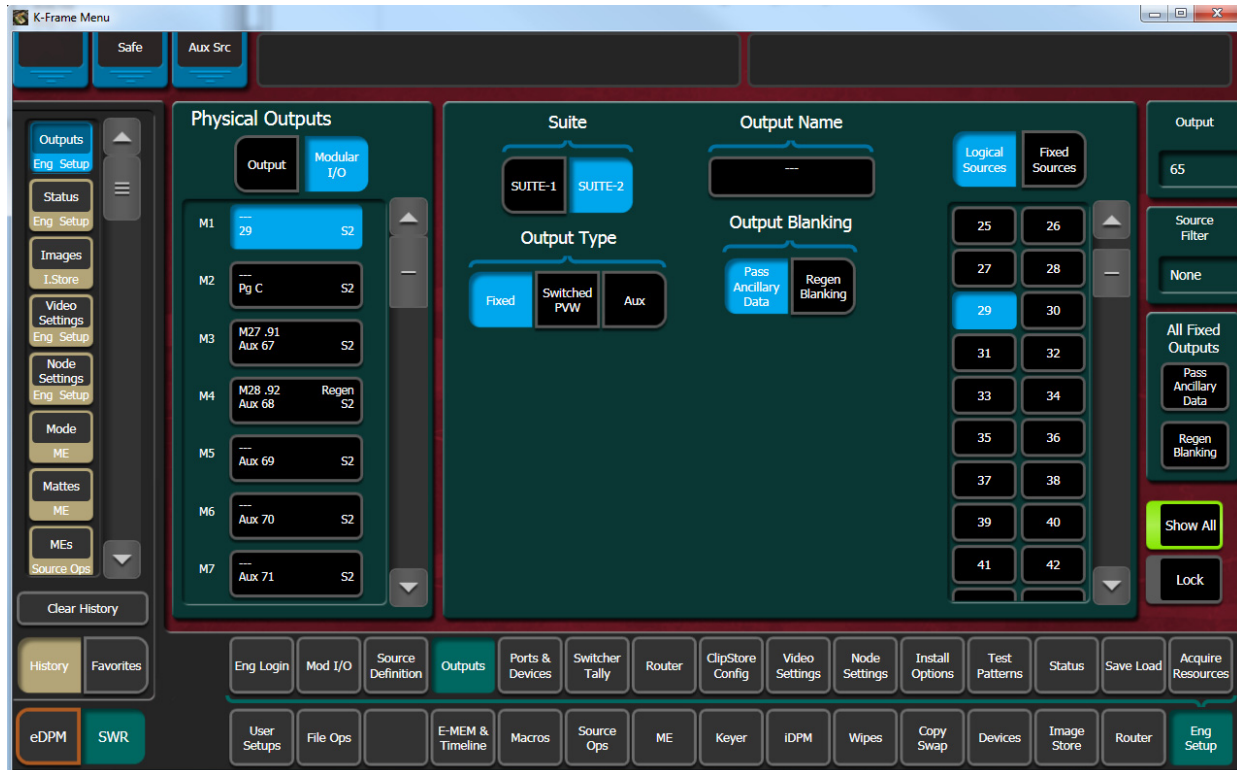 K-Frame Menu
Safe
Aux Src
Outputs
Eng Setup
Status
Eng Setup
Images
I.Store
Video
Settings
Eng Setup
Node
Settings
Eng Setup
Mode
ME
Mattes
ME
MEs
Source Ops
Clear History
History
Favorites
eDPM
SWR
Physical Outputs
Output
Modular
I/O
M1
---
29 S2
M2
---
Pg C S2
M3
M27 .91
Aux 67 S2
M4
M28 .92 Regen
Aux 68 S2
M5
---
Aux 69 S2
M6
---
Aux 70 S2
M7
---
Aux 71 S2
Suite
SUITE-1
SUITE-2
Output Type
Fixed
Switched
PVW
Aux
Output Name
---
Output Blanking
Pass
Ancillary
Data
Regen
Blanking
Logical
Sources
Fixed
Sources
25 26
27 28
29 30
31 32
33 34
35 36
37 38
39 40
41 42
Output
65
Source
Filter
None
All Fixed
Outputs
Pass
Ancillary
Data
Regen
Blanking
Show All
Lock
Eng Login
Mod I/O
Source
Definition
Outputs
Ports &
Devices
Switcher
Tally
Router
ClipStore
Config
Video
Settings
Node
Settings
Install
Options
Test
Patterns
Status
Save Load
Acquire
Resources
User
Setups
File Ops
E-MEM &
Timeline
Macros
Source
Ops
ME
Keyer
iDPM
Wipes
Copy
Swap
Devices
Image
Store
Router
Eng
Setup